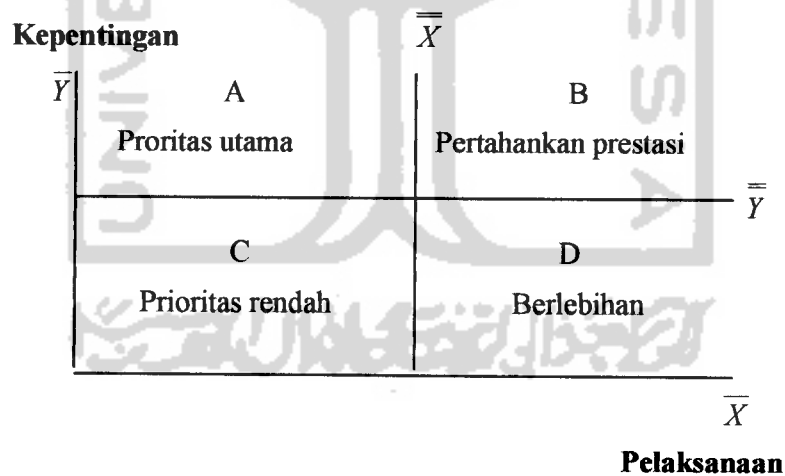 Kepentingan
X̿
Y̅
A
B
Proritas utama
Pertahankan prestasi
Y̿
C
D
Prioritas rendah
Berlebihan
X̅
Pelaksanaan